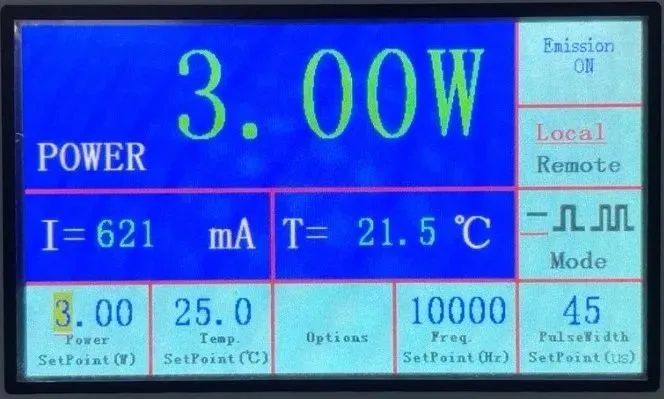 3.00W
POWER
I=621 mA
T= 21.5 ℃
Emission
ON
Local
Remote
Mode
3.00
Power
SetPoint(W)
25.0
Temp.
SetPoint(℃)
Options
10000
Freq.
SetPoint(Hz)
45
PulseWidth
SetPoint(us)